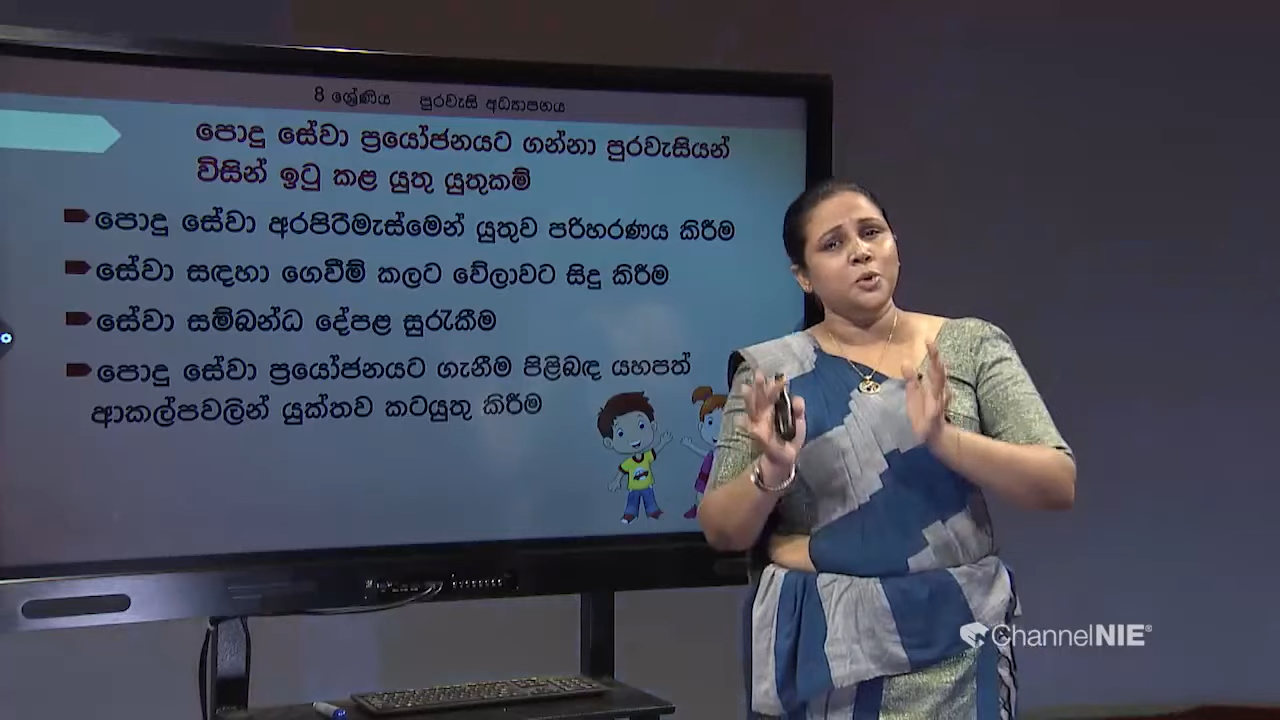 8 ශ්‍රේණිය පුරවැසි අධ්‍යාපනය
පොදු සේවා ප්‍රයෝජනයට ගන්නා පුරවැසියන්
විසින් ඉටු කළ යුතු යුතුකම්
පොදු සේවා අරපිරිමැස්මෙන් යුතුව පරිහරණය කිරීම
සේවා සඳහා ගෙවීම් කලට වේලාවට සිදු කිරීම
සේවා සම්බන්ධ දේපළ සුරැකීම
පොදු සේවා ප්‍රයෝජනයට ගැනීම පිළිබඳ යහපත්
ආකල්පවලින් යුක්තව කටයුතු කිරීම
ChannelNIE®